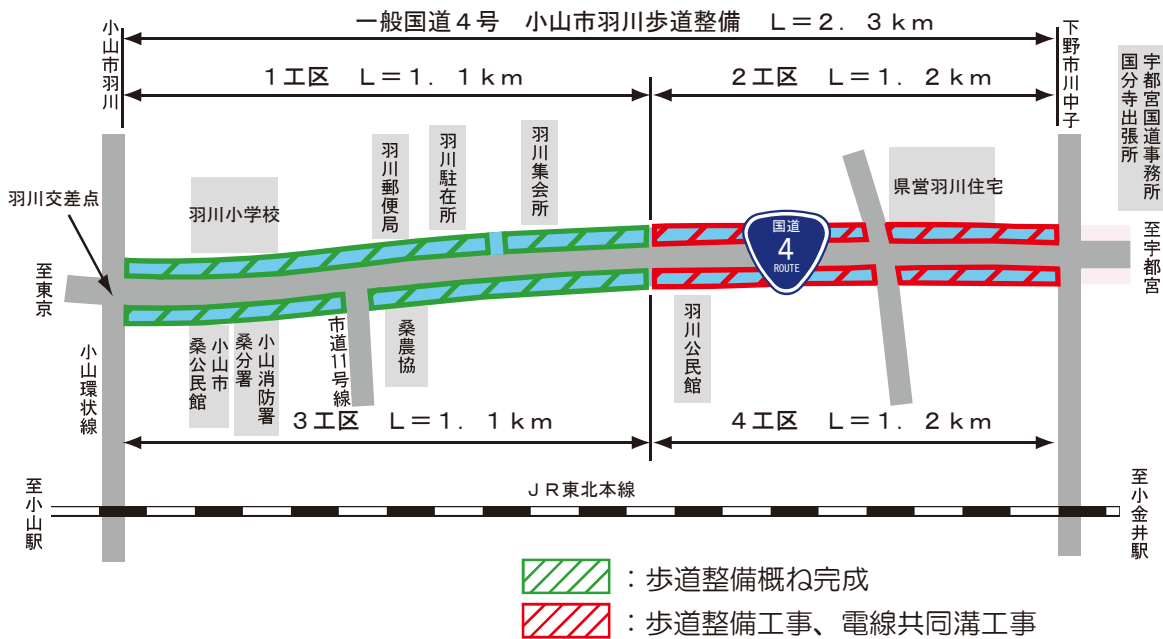 一般国道４号　小山市羽川歩道整備　Ｌ＝２．３ｋｍ
小山市羽川
下野市川中子
１工区　Ｌ＝１．１ｋｍ
２工区　Ｌ＝１．２ｋｍ
宇都宮国道事務所
国分寺出張所
羽川交差点
羽川小学校
羽川郵便局
羽川駐在所
羽川集会所
県営羽川住宅
国道
4
ROUTE
至東京
至宇都宮
小山環状線
小山市
桑公民館
小山消防署
桑分署
市道11号線
桑農協
羽川公民館
３工区　Ｌ＝１．１ｋｍ
４工区　Ｌ＝１．２ｋｍ
至小山駅
ＪＲ東北本線
至小金井駅
：歩道整備概ね完成
：歩道整備工事、電線共同溝工事